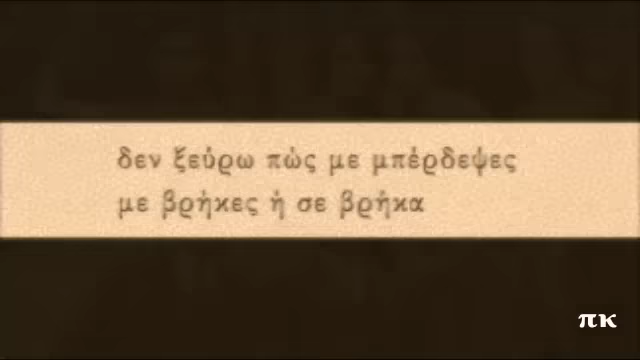 δεν ξεύρω πώς με μπέρδεψες
με βρήκες ή σε βρήκα
πκ